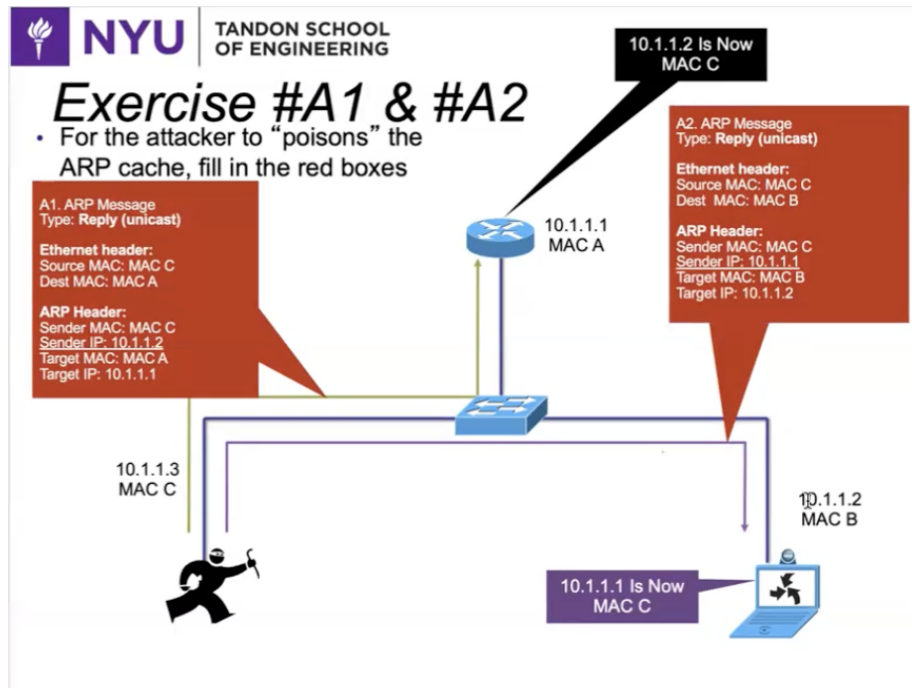 NYU
TANDON SCHOOL
OF ENGINEERING
Exercise #A1 & #A2
• For the attacker to “poisons” the
ARP cache, fill in the red boxes
10.1.1.2 Is Now
MAC C
A1. ARP Message
Type: Reply (unicast)
Ethernet header:
Source MAC: MAC C
Dest MAC: MAC A
ARP Header:
Sender MAC: MAC C
Sender IP: 10.1.1.2
Target MAC: MAC A
Target IP: 10.1.1.1
10.1.1.1
MAC A
A2. ARP Message
Type: Reply (unicast)
Ethernet header:
Source MAC: MAC C
Dest MAC: MAC B
ARP Header:
Sender MAC: MAC C
Sender IP: 10.1.1.1
Target MAC: MAC B
Target IP: 10.1.1.2
10.1.1.3
MAC C
10.1.1.2
MAC B
10.1.1.1 Is Now
MAC C